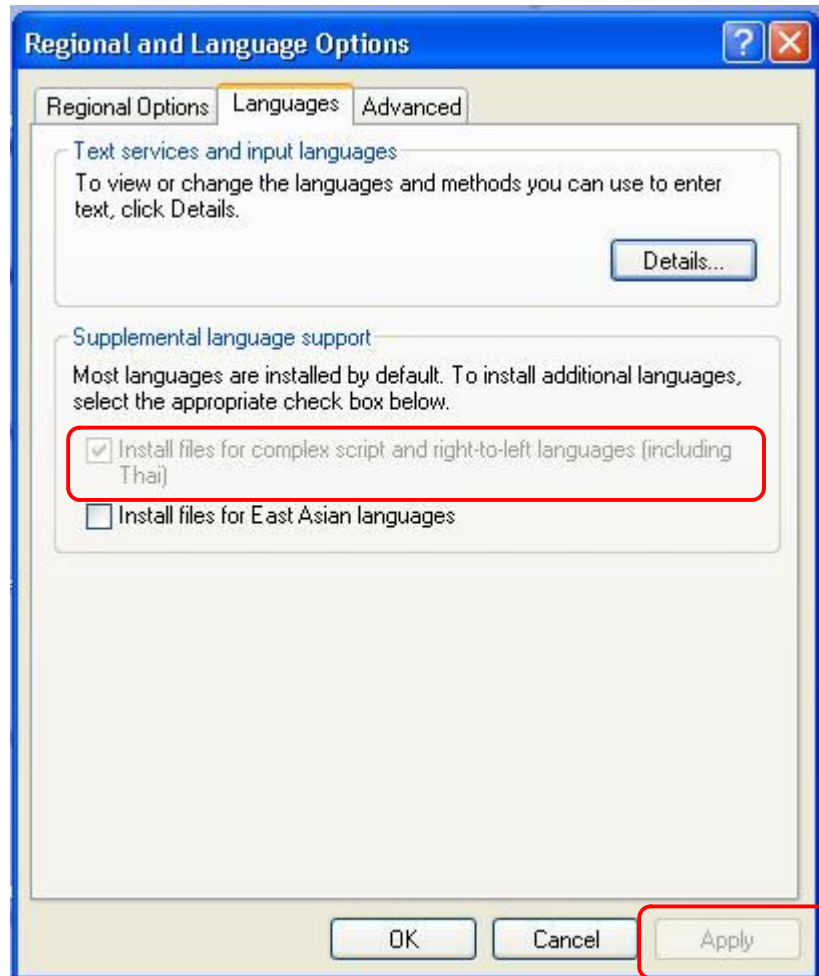 Regional and Language Options
Regional Options Languages Advanced
Text services and input languages
To view or change the languages and methods you can use to enter
text, click Details.
Details...
Supplemental language support
Most languages are installed by default. To install additional languages,
select the appropriate check box below.
Install files for complex script and right-to-left languages (including
Thai)
Install files for East Asian languages
OK Cancel Apply